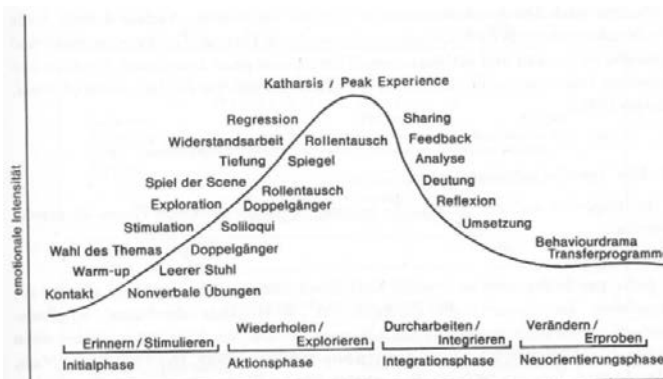 Katharsis / Peak Experience
Regression
Sharing
Widerstandsarbeit
Rollentausch
Feedback
Tiefung
Spiegel
Analyse
Spiel der Scene
Rollentausch
Deutung
Exploration
Doppelgänger
Reflexion
Stimulation
Soliloqui
Umsetzung
Wahl des Themas
Doppelgänger
Behaviourdrama
Transferprogramme
Warm-up
Leerer Stuhl
Kontakt
Nonverbale Übungen
emotionale Intensität
Erinnern / Stimulieren
Initialphase
Wiederholen /
Explorieren
Aktionsphase
Durcharbeiten /
Integrieren
Integrationsphase
Verändern /
Erproben
Neuorientierungsphase